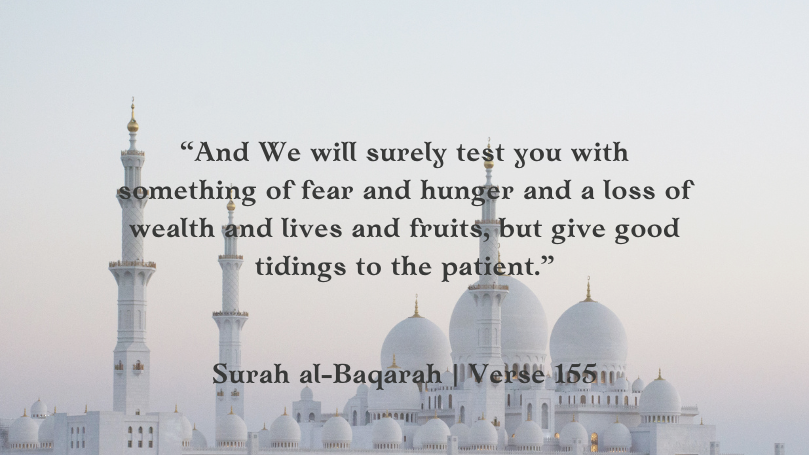 “And We will surely test you with
something of fear and hunger and a loss of
wealth and lives and fruits, but give good
tidings to the patient.”
Surah al-Baqarah | Verse 155